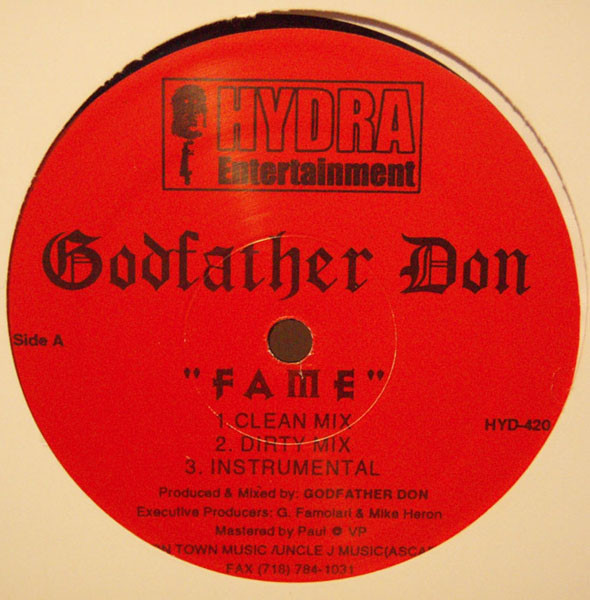 HYDRA
Entertainment
Godfather Don
Side A
"FAME"
1. CLEAN MIX
HYD-420
2. DIRTY MIX
3. INSTRUMENTAL
Produced & Mixed by: GODFATHER DON
Executive Producers: G. Famolari & Mike Heron
Mastered by Paul @ VP
ON TOWN MUSIC /UNCLE J MUSIC(ASCA
FAX (718) 784-1031